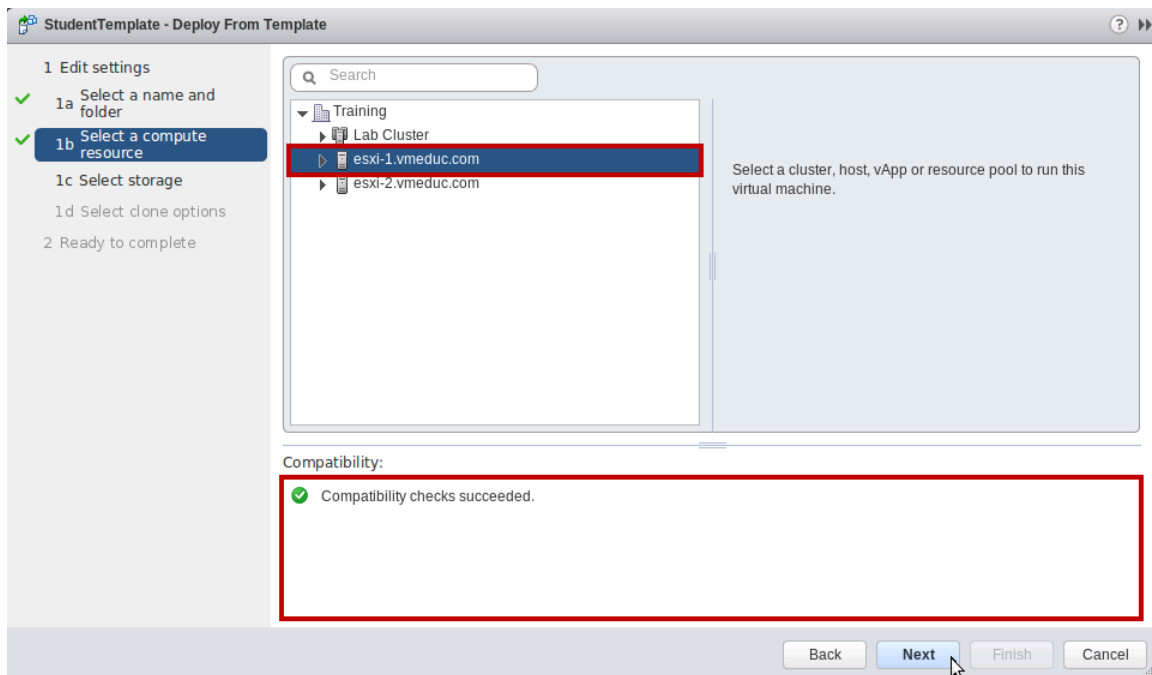 StudentTemplate - Deploy From Template
1 Edit settings
1a Select a name and
folder
1b Select a compute
resource
1c Select storage
1d Select clone options
2 Ready to complete
Search
Training
Lab Cluster
esxi-1.vmeduc.com
esxi-2.vmeduc.com
Select a cluster, host, vApp or resource pool to run this
virtual machine.
Compatibility:
Compatibility checks succeeded.
Back Next Finish Cancel